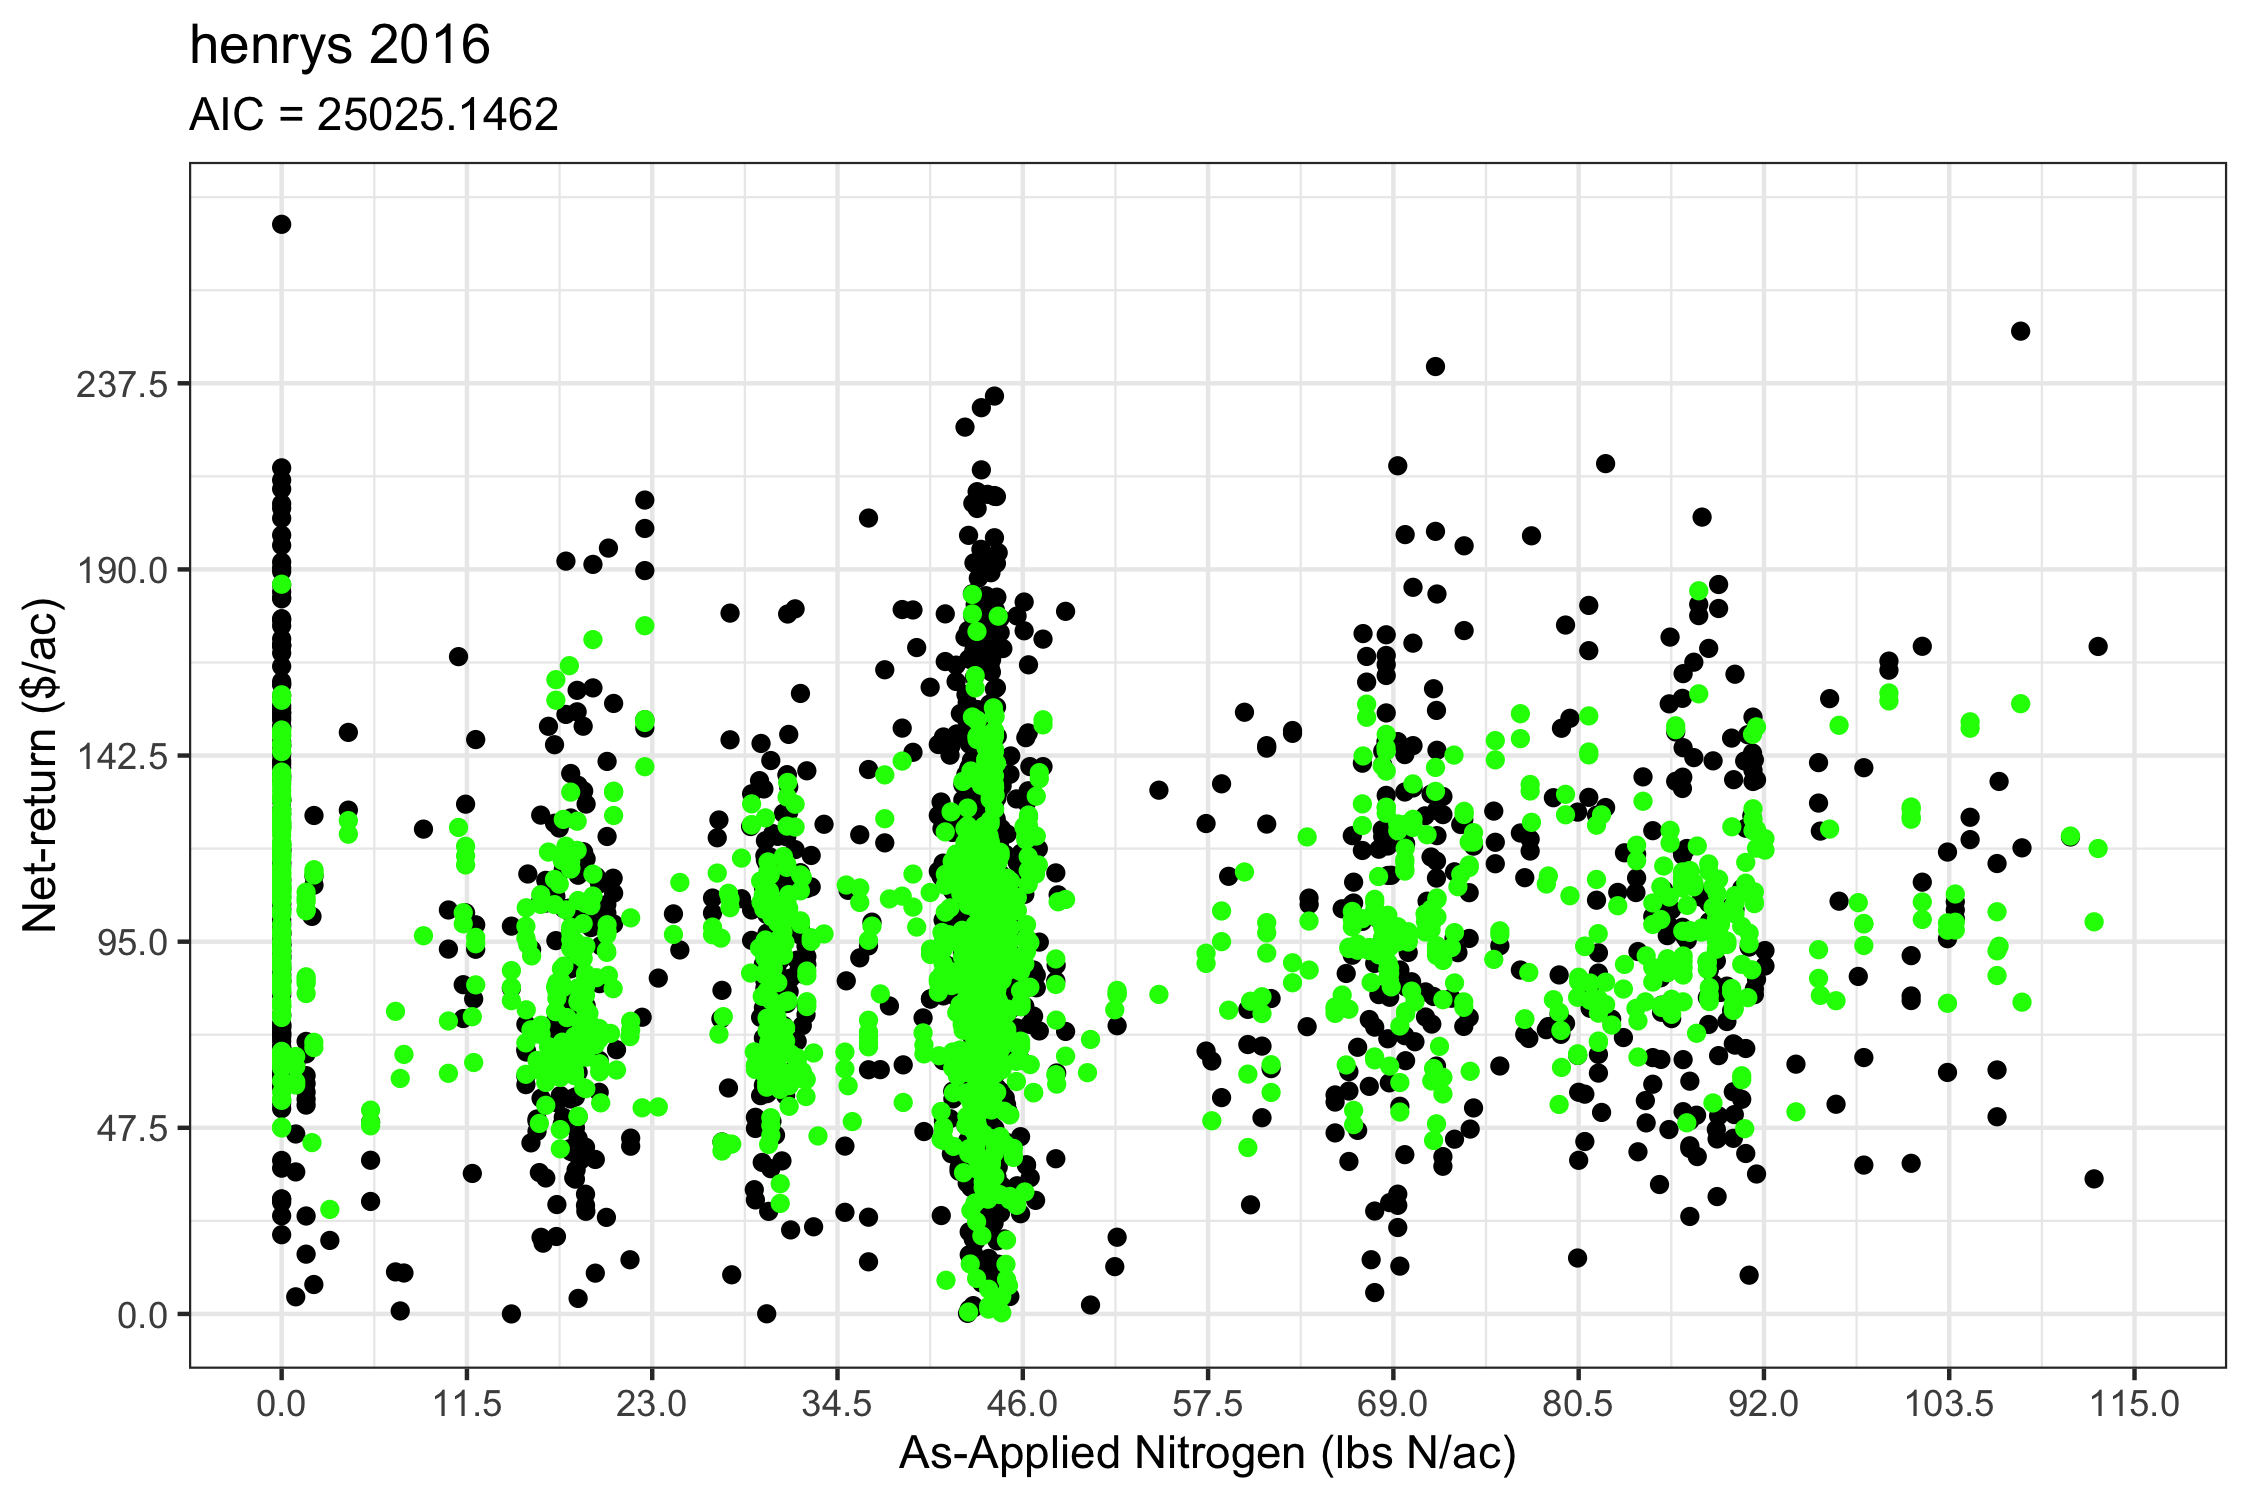 henrys 2016
AIC = 25025.1462
Net-return ($/ac)
237.5
190.0
142.5
95.0
47.5
0.0
0.0 11.5 23.0 34.5 46.0 57.5 69.0 80.5 92.0 103.5 115.0
As-Applied Nitrogen (lbs N/ac)